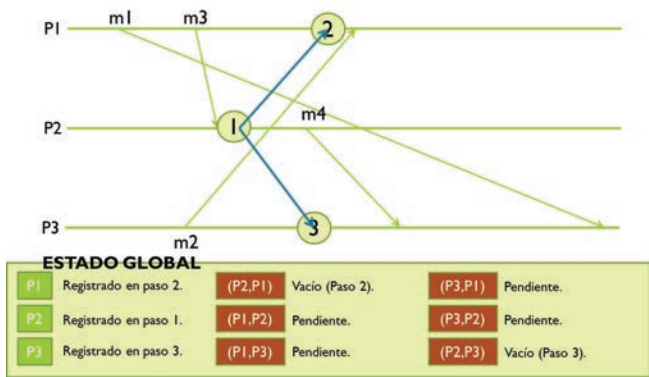 m1 m3
P1 2
P2 1 m4
P3 3
m2
ESTADO GLOBAL
P1 Registrado en paso 2. (P2,P1) Vacío (Paso 2). (P3,P1) Pendiente.
P2 Registrado en paso 1. (P1,P2) Pendiente. (P3,P2) Pendiente.
P3 Registrado en paso 3. (P1,P3) Pendiente. (P2,P3) Vacío (Paso 3).